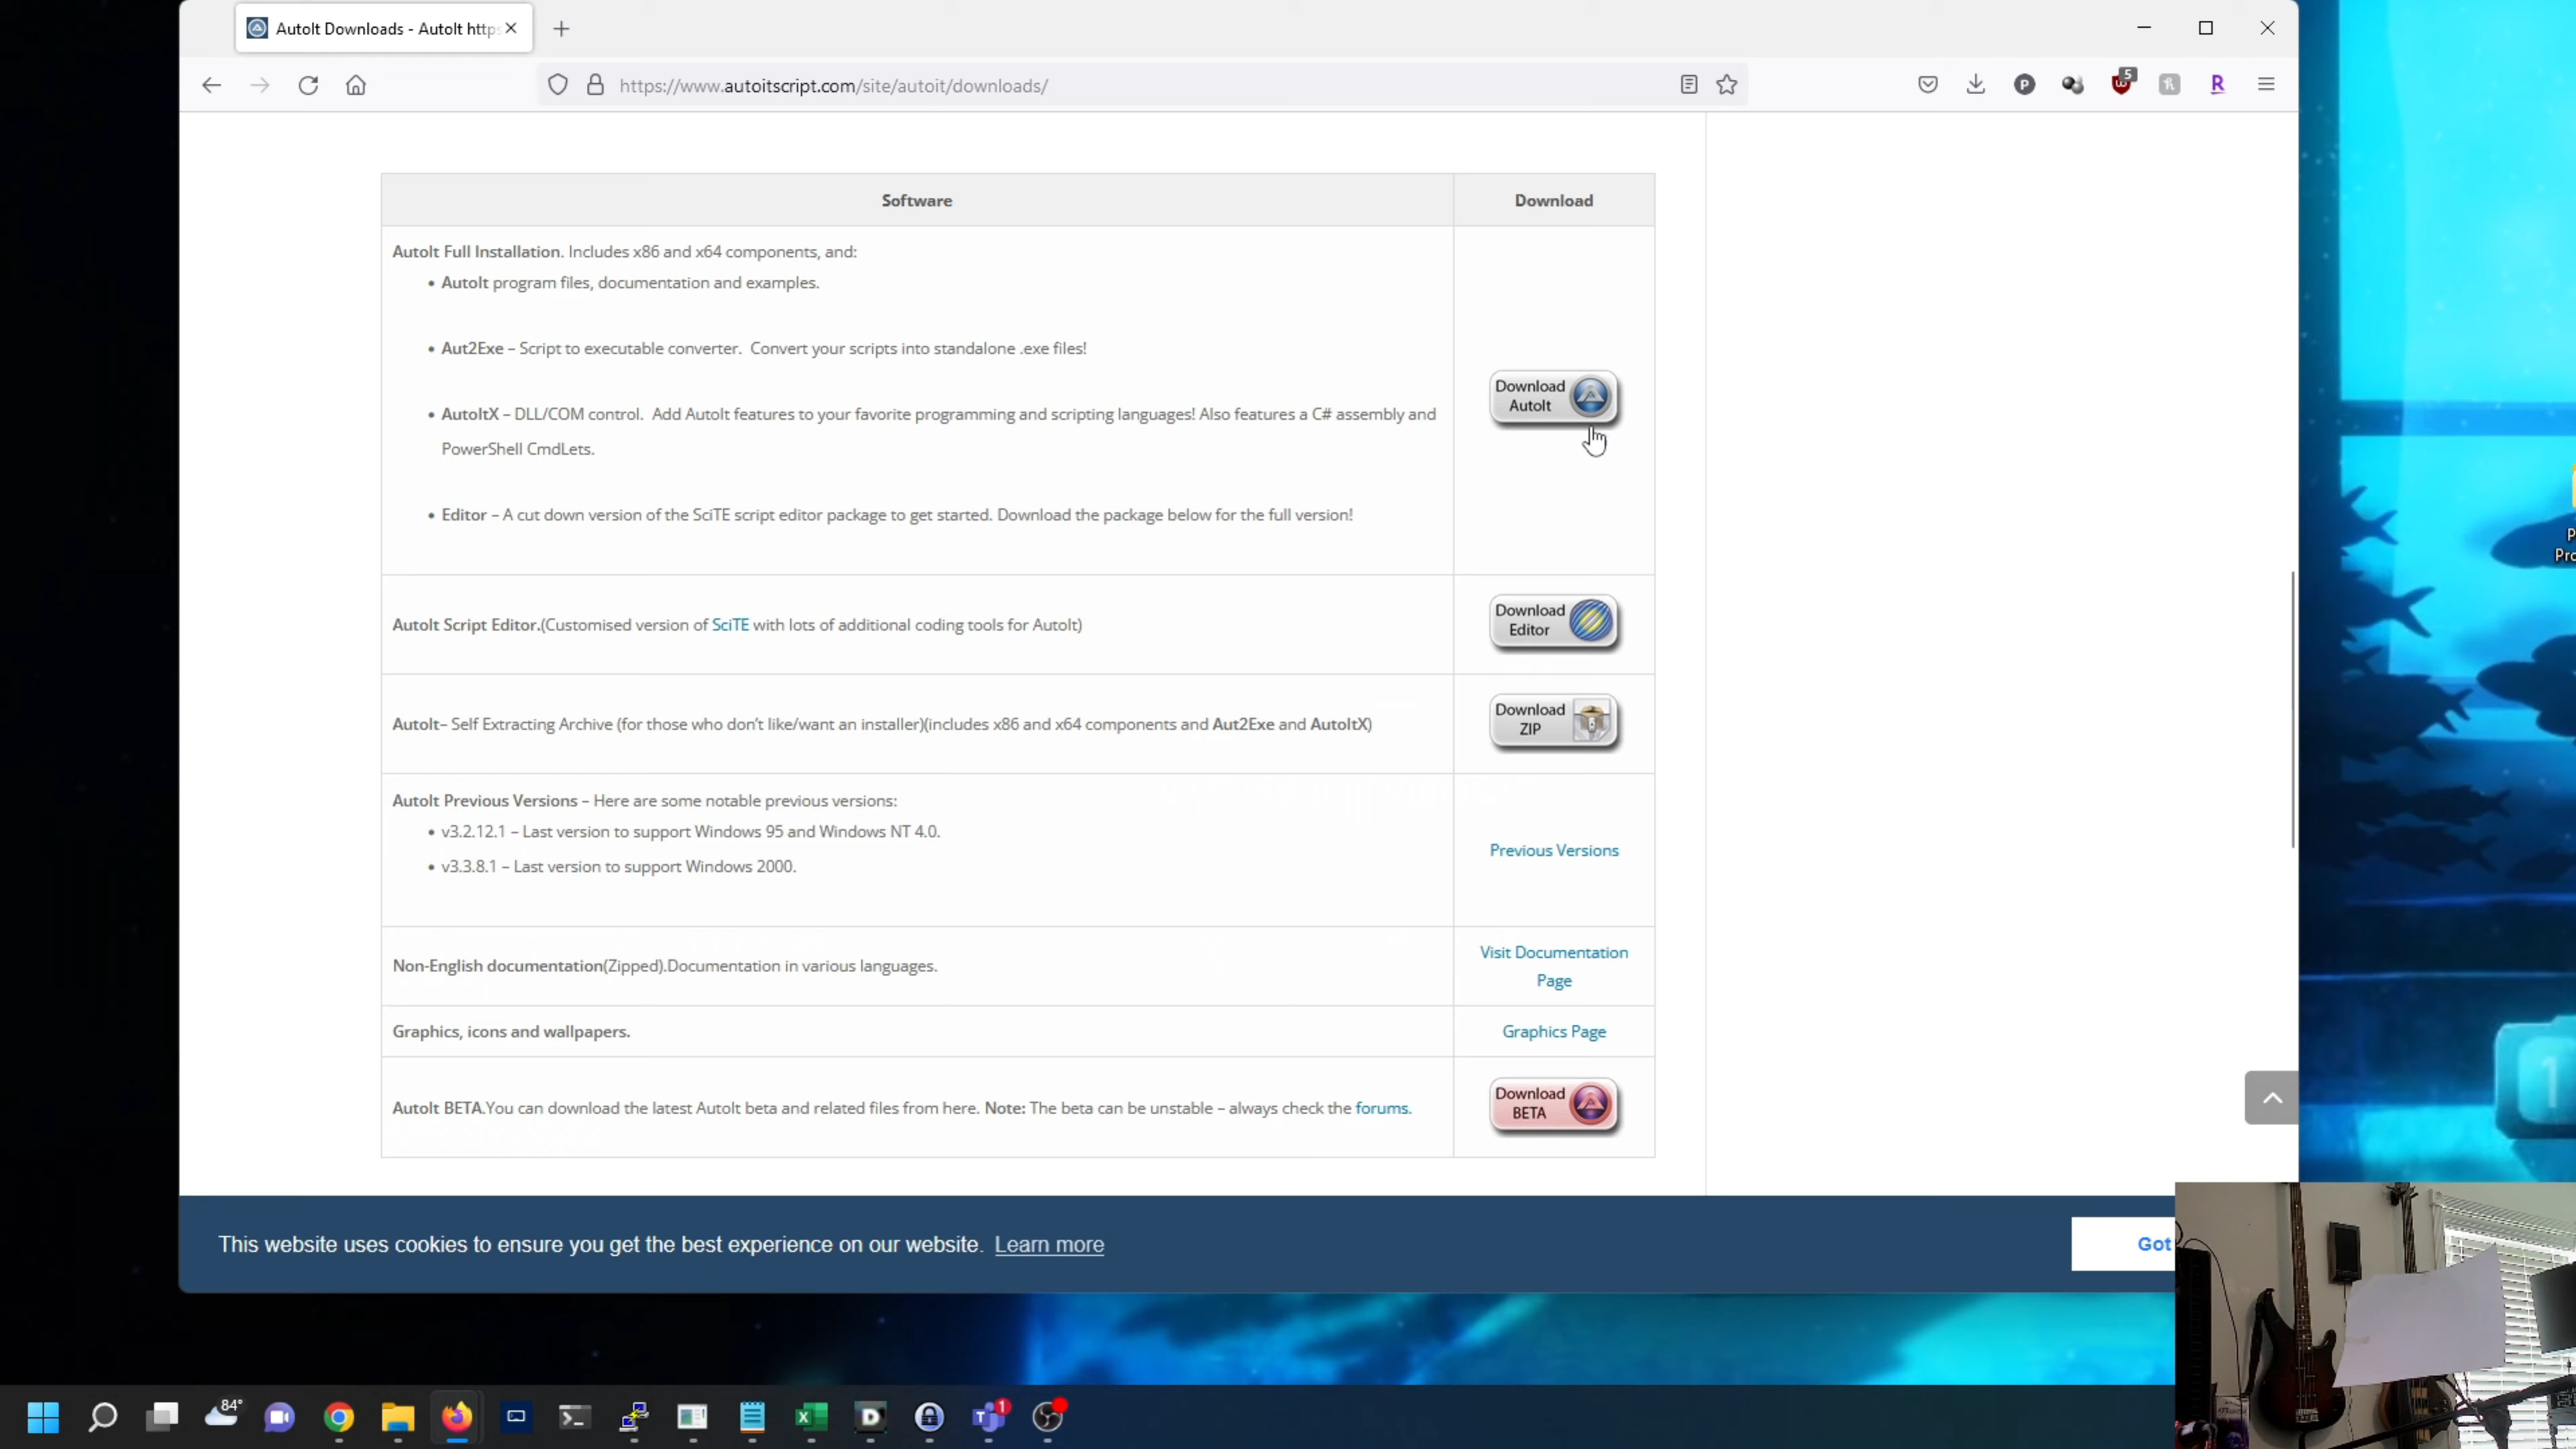 AutoIt Downloads - AutoIt https
https://www.autoitscript.com/site/autoit/downloads/
P
5
R
Software
Download
AutoIt Full Installation. Includes x86 and x64 components, and:
• AutoIt program files, documentation and examples.
• Aut2Exe – Script to executable converter.  Convert your scripts into standalone .exe files!
• AutoItX – DLL/COM control.  Add AutoIt features to your favorite programming and scripting languages! Also features a C# assembly and
PowerShell CmdLets.
• Editor – A cut down version of the SciTE script editor package to get started. Download the package below for the full version!
Download
AutoIt
AutoIt Script Editor.(Customised version of SciTE with lots of additional coding tools for AutoIt)
Download
Editor
AutoIt– Self Extracting Archive (for those who don't like/want an installer)(includes x86 and x64 components and Aut2Exe and AutoItX)
Download
ZIP
AutoIt Previous Versions – Here are some notable previous versions:
• v3.2.12.1 – Last version to support Windows 95 and Windows NT 4.0.
• v3.3.8.1 – Last version to support Windows 2000.
Previous Versions
Non-English documentation(Zipped).Documentation in various languages.
Visit Documentation
Page
Graphics, icons and wallpapers.
Graphics Page
AutoIt BETA.You can download the latest AutoIt beta and related files from here. Note: The beta can be unstable – always check the forums.
Download
BETA
This website uses cookies to ensure you get the best experience on our website. Learn more
Got
P
Pro
1
84°
D
T
1